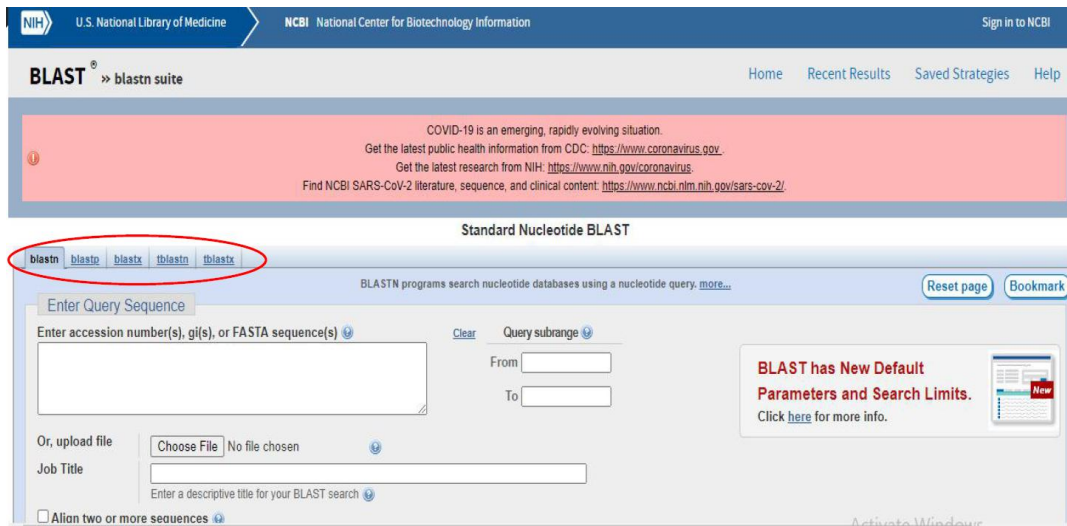 NIH U.S. National Library of Medicine NCBI National Center for Biotechnology Information Sign in to NCBI
BLAST ® » blastn suite Home Recent Results Saved Strategies Help
COVID-19 is an emerging, rapidly evolving situation.
Get the latest public health information from CDC: https://www.coronavirus.gov .
Get the latest research from NIH: https://www.nih.gov/coronavirus.
Find NCBI SARS-CoV-2 literature, sequence, and clinical content: https://www.ncbi.nlm.nih.gov/sars-cov-2/.
Standard Nucleotide BLAST
blastn blastp blastx tblastn tblastx
BLASTN programs search nucleotide databases using a nucleotide query. more...
Reset page Bookmark
Enter Query Sequence
Enter accession number(s), gi(s), or FASTA sequence(s) Clear Query subrange
From
To
BLAST has New Default
Parameters and Search Limits.
Click here for more info.
New
Or, upload file Choose File No file chosen
Job Title
Enter a descriptive title for your BLAST search
Align two or more sequences
Activate Windows